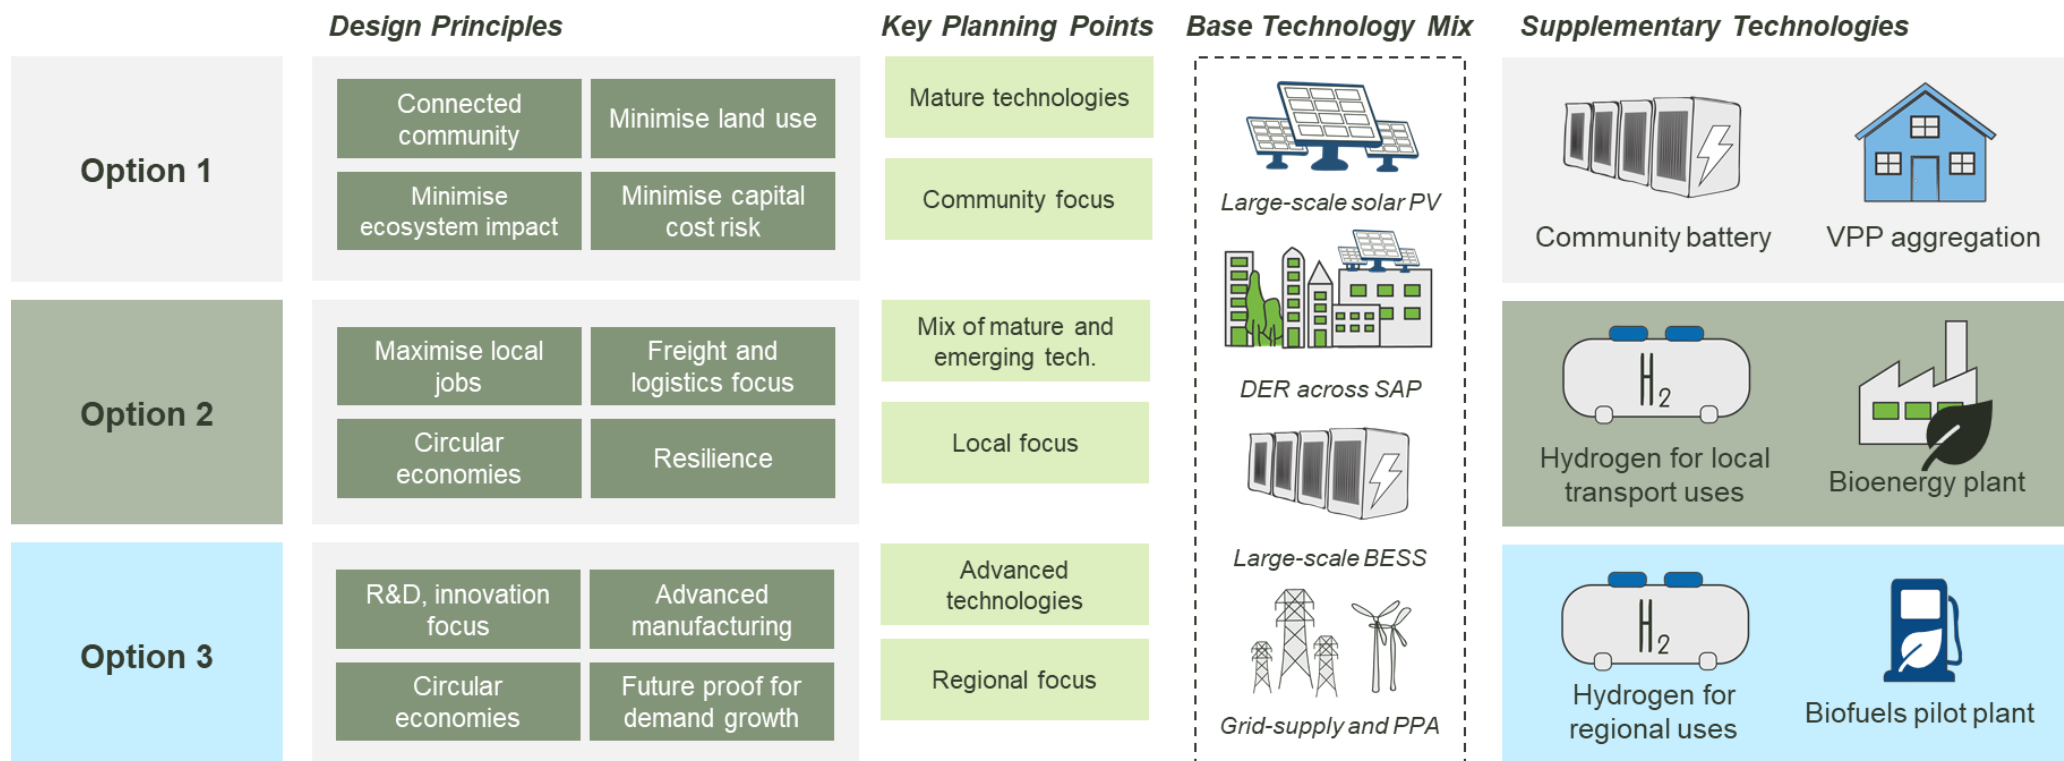 Design Principles
Key Planning Points
Base Technology Mix
Supplementary Technologies
Option 1
Connected
community
Minimise land use
Minimise
ecosystem impact
Minimise capital
cost risk
Mature technologies
Community focus
Large-scale solar PV
Community battery
VPP aggregation
Option 2
Maximise local
jobs
Freight and
logistics focus
Circular
economies
Resilience
Mix of mature and
emerging tech.
Local focus
DER across SAP
Large-scale BESS
H2
Hydrogen for local
transport uses
Bioenergy plant
Option 3
R&D, innovation
focus
Advanced
manufacturing
Circular
economies
Future proof for
demand growth
Advanced
technologies
Regional focus
Grid-supply and PPA
H2
Hydrogen for
regional uses
Biofuels pilot plant